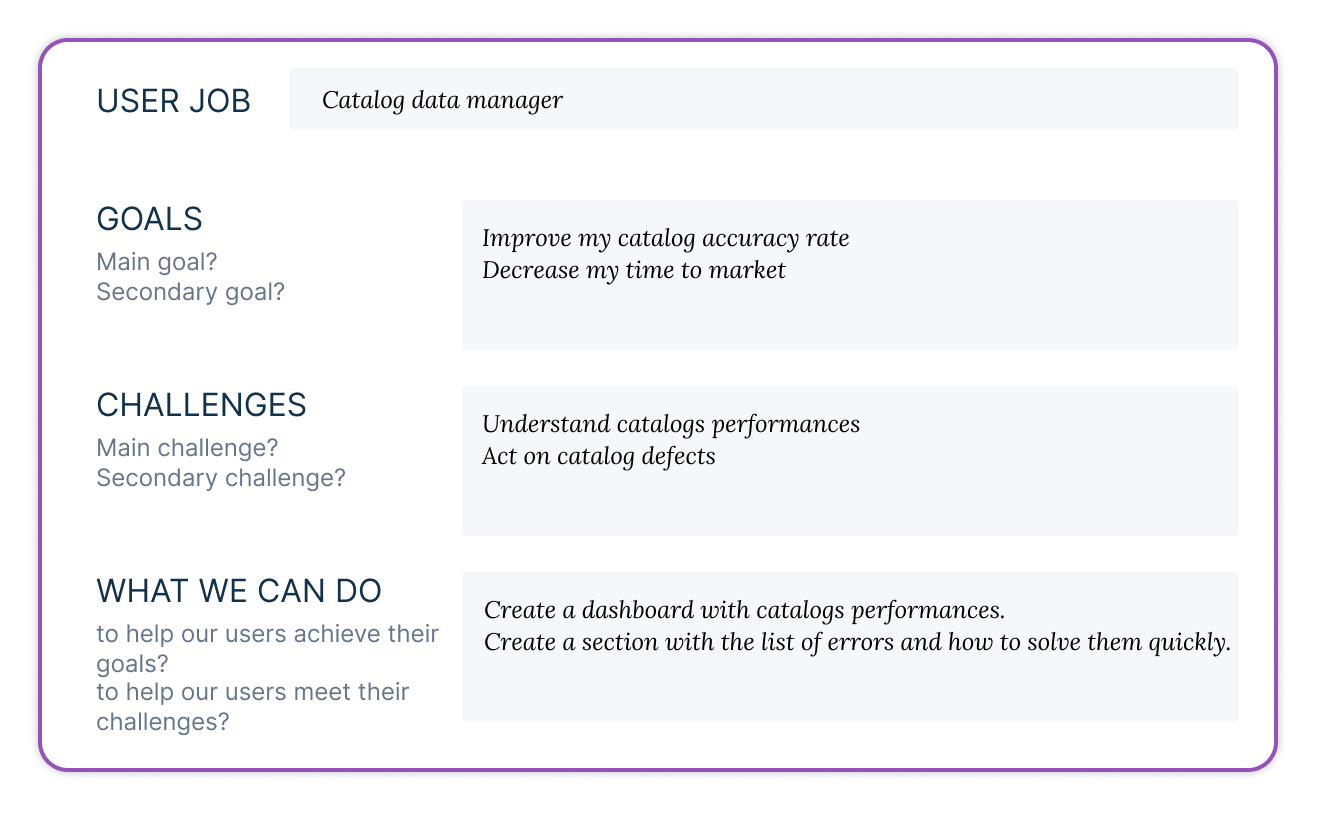 USER JOB
Catalog data manager
GOALS
Main goal?
Secondary goal?
Improve my catalog accuracy rate
Decrease my time to market
CHALLENGES
Main challenge?
Secondary challenge?
Understand catalogs performances
Act on catalog defects
WHAT WE CAN DO
to help our users achieve their
goals?
to help our users meet their
challenges?
Create a dashboard with catalogs performances.
Create a section with the list of errors and how to solve them quickly.